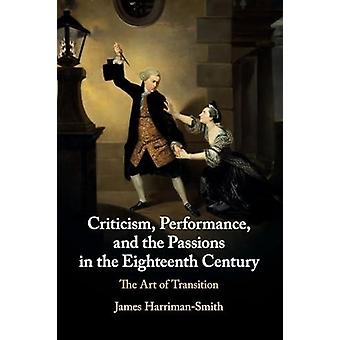 Criticism, Performance,
and the Passions
in the Eighteenth Century
The Art of Transition
James Harriman-Smith